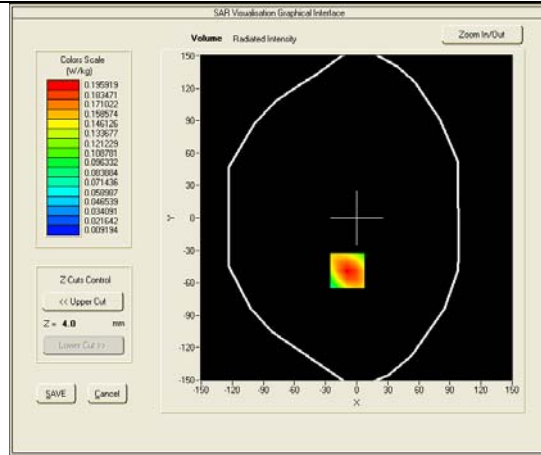 SAR Visualisation Graphical Interface
Volume Radiated Intensity
Zoom In/Out
Colors Scale
(W/kg)
0.195919
0.183471
0.171022
0.158574
0.146126
0.133677
0.121229
0.108781
0.096332
0.083884
0.071436
0.058987
0.046539
0.034091
0.021642
0.009194
Z-Cuts Control
<< Upper Cut
Z = 4.0 mm
Lower Cut >>
SAVE Cancel
150-
120-
90-
60-
30-
0-
-30-
-60-
-90-
-120-
-150-
Y
-150 -120 -90 -60 -30 0 30 60 90 120 150
X